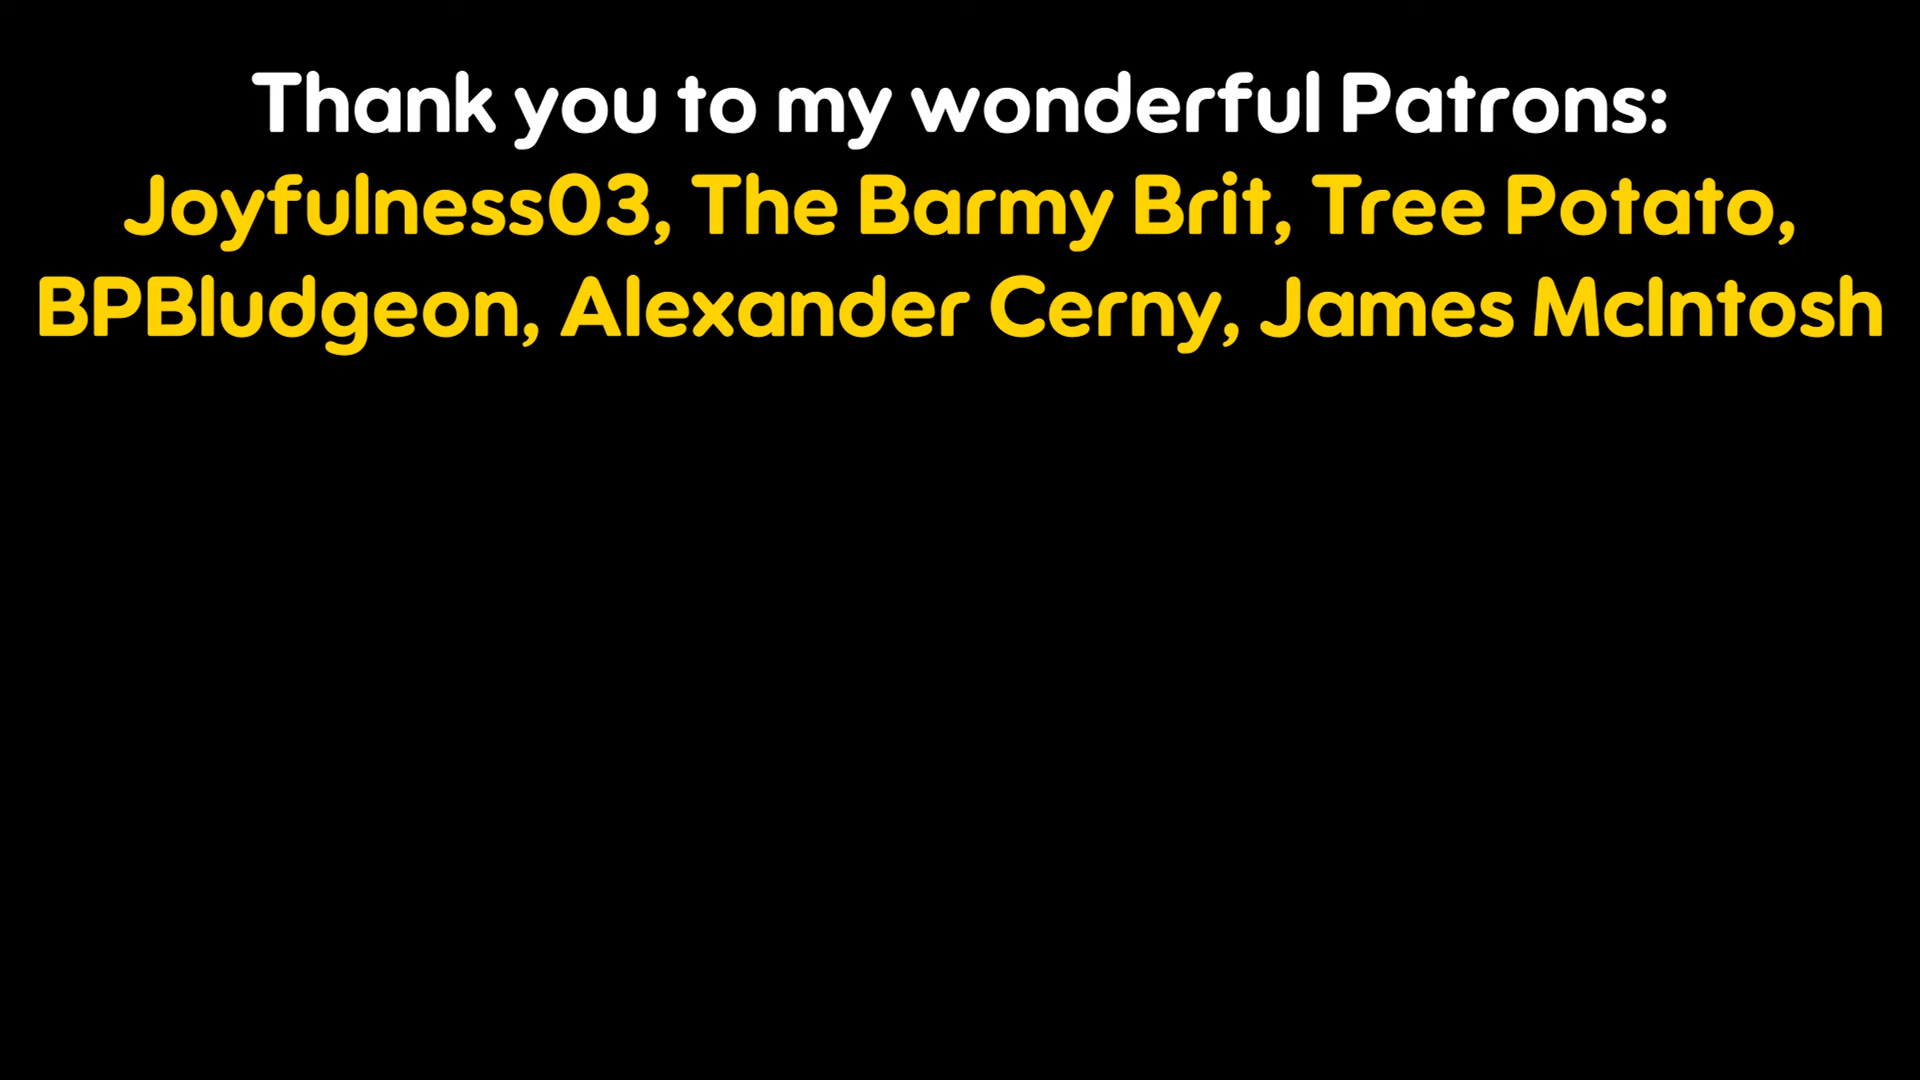 Thank you to my wonderful Patrons:
Joyfulness03, The Barmy Brit, Tree Potato,
BPBludgeon, Alexander Cerny, James McIntosh